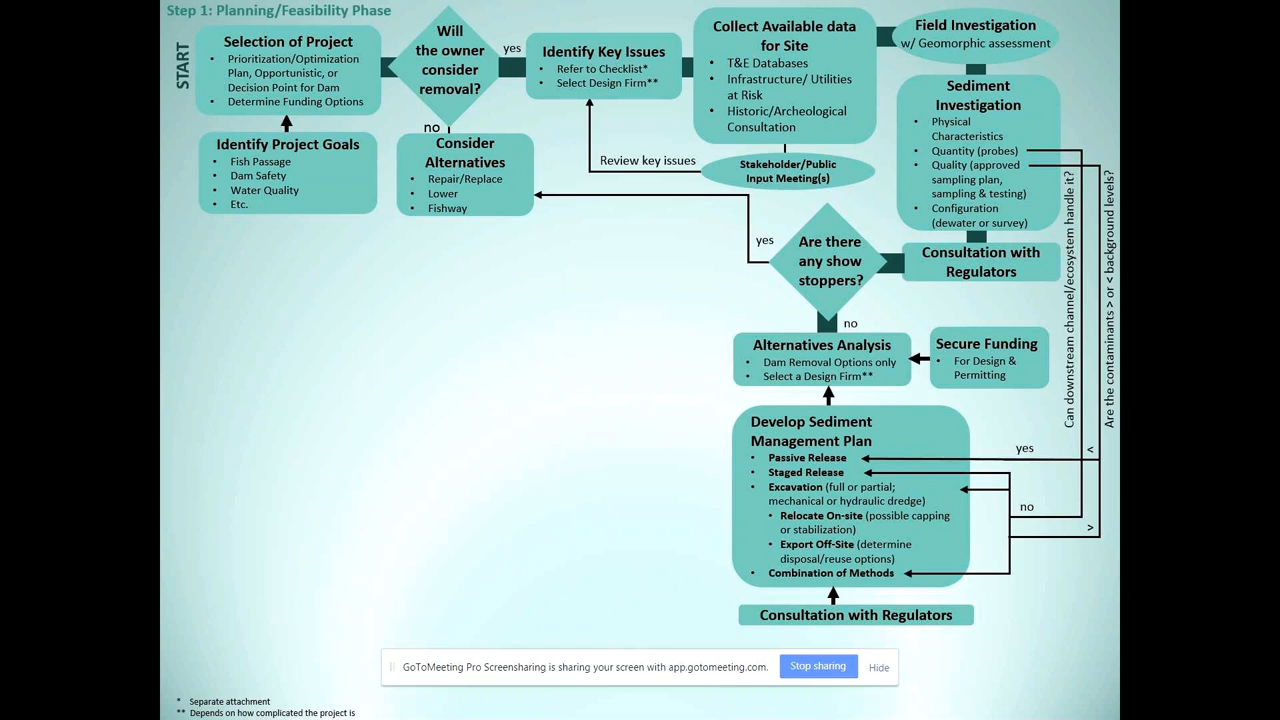 Step 1: Planning/Feasibility Phase
START
Selection of Project
• Prioritization/Optimization
Plan, Opportunistic, or
Decision Point for Dam
• Determine Funding Options
Identify Project Goals
• Fish Passage
• Dam Safety
• Water Quality
• Etc.
Will
the owner
consider
removal?
yes
no
Consider
Alternatives
• Repair/Replace
• Lower
• Fishway
Identify Key Issues
• Refer to Checklist*
• Select Design Firm**
Review key issues
Collect Available data
for Site
• T&E Databases
• Infrastructure/ Utilities
at Risk
• Historic/Archeological
Consultation
Stakeholder/Public
Input Meeting(s)
Field Investigation
w/ Geomorphic assessment
Sediment
Investigation
• Physical
Characteristics
• Quantity (probes)
• Quality (approved
sampling plan,
sampling & testing)
• Configuration
(dewater or survey)
Can downstream channel/ecosystem handle it?
Are the contaminants > or < background levels?
Consultation with
Regulators
Are there
any show
stoppers?
yes
no
Alternatives Analysis
• Dam Removal Options only
• Select a Design Firm**
Secure Funding
• For Design &
Permitting
Develop Sediment
Management Plan
• Passive Release
• Staged Release
• Excavation (full or partial;
mechanical or hydraulic dredge)
• Relocate On-site (possible capping
or stabilization)
• Export Off-Site (determine
disposal/reuse options)
• Combination of Methods
yes
<
no
>
Consultation with Regulators
GoToMeeting Pro Screensharing is sharing your screen with app.gotomeeting.com.
Stop sharing
Hide
* Separate attachment
** Depends on how complicated the project is